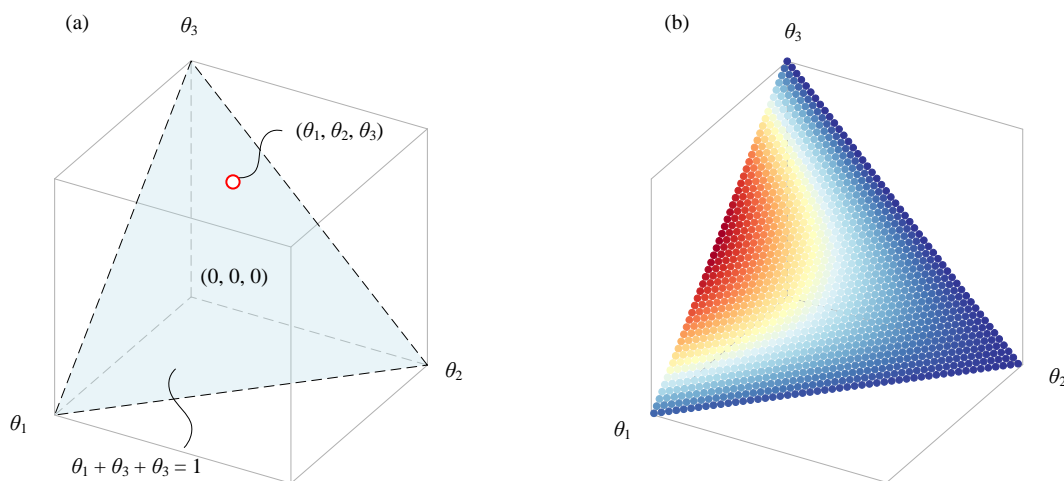 (a)
θ3
(θ1, θ2, θ3)
(0, 0, 0)
θ2
θ1
θ1 + θ3 + θ3 = 1
(b)
θ3
θ2
θ1